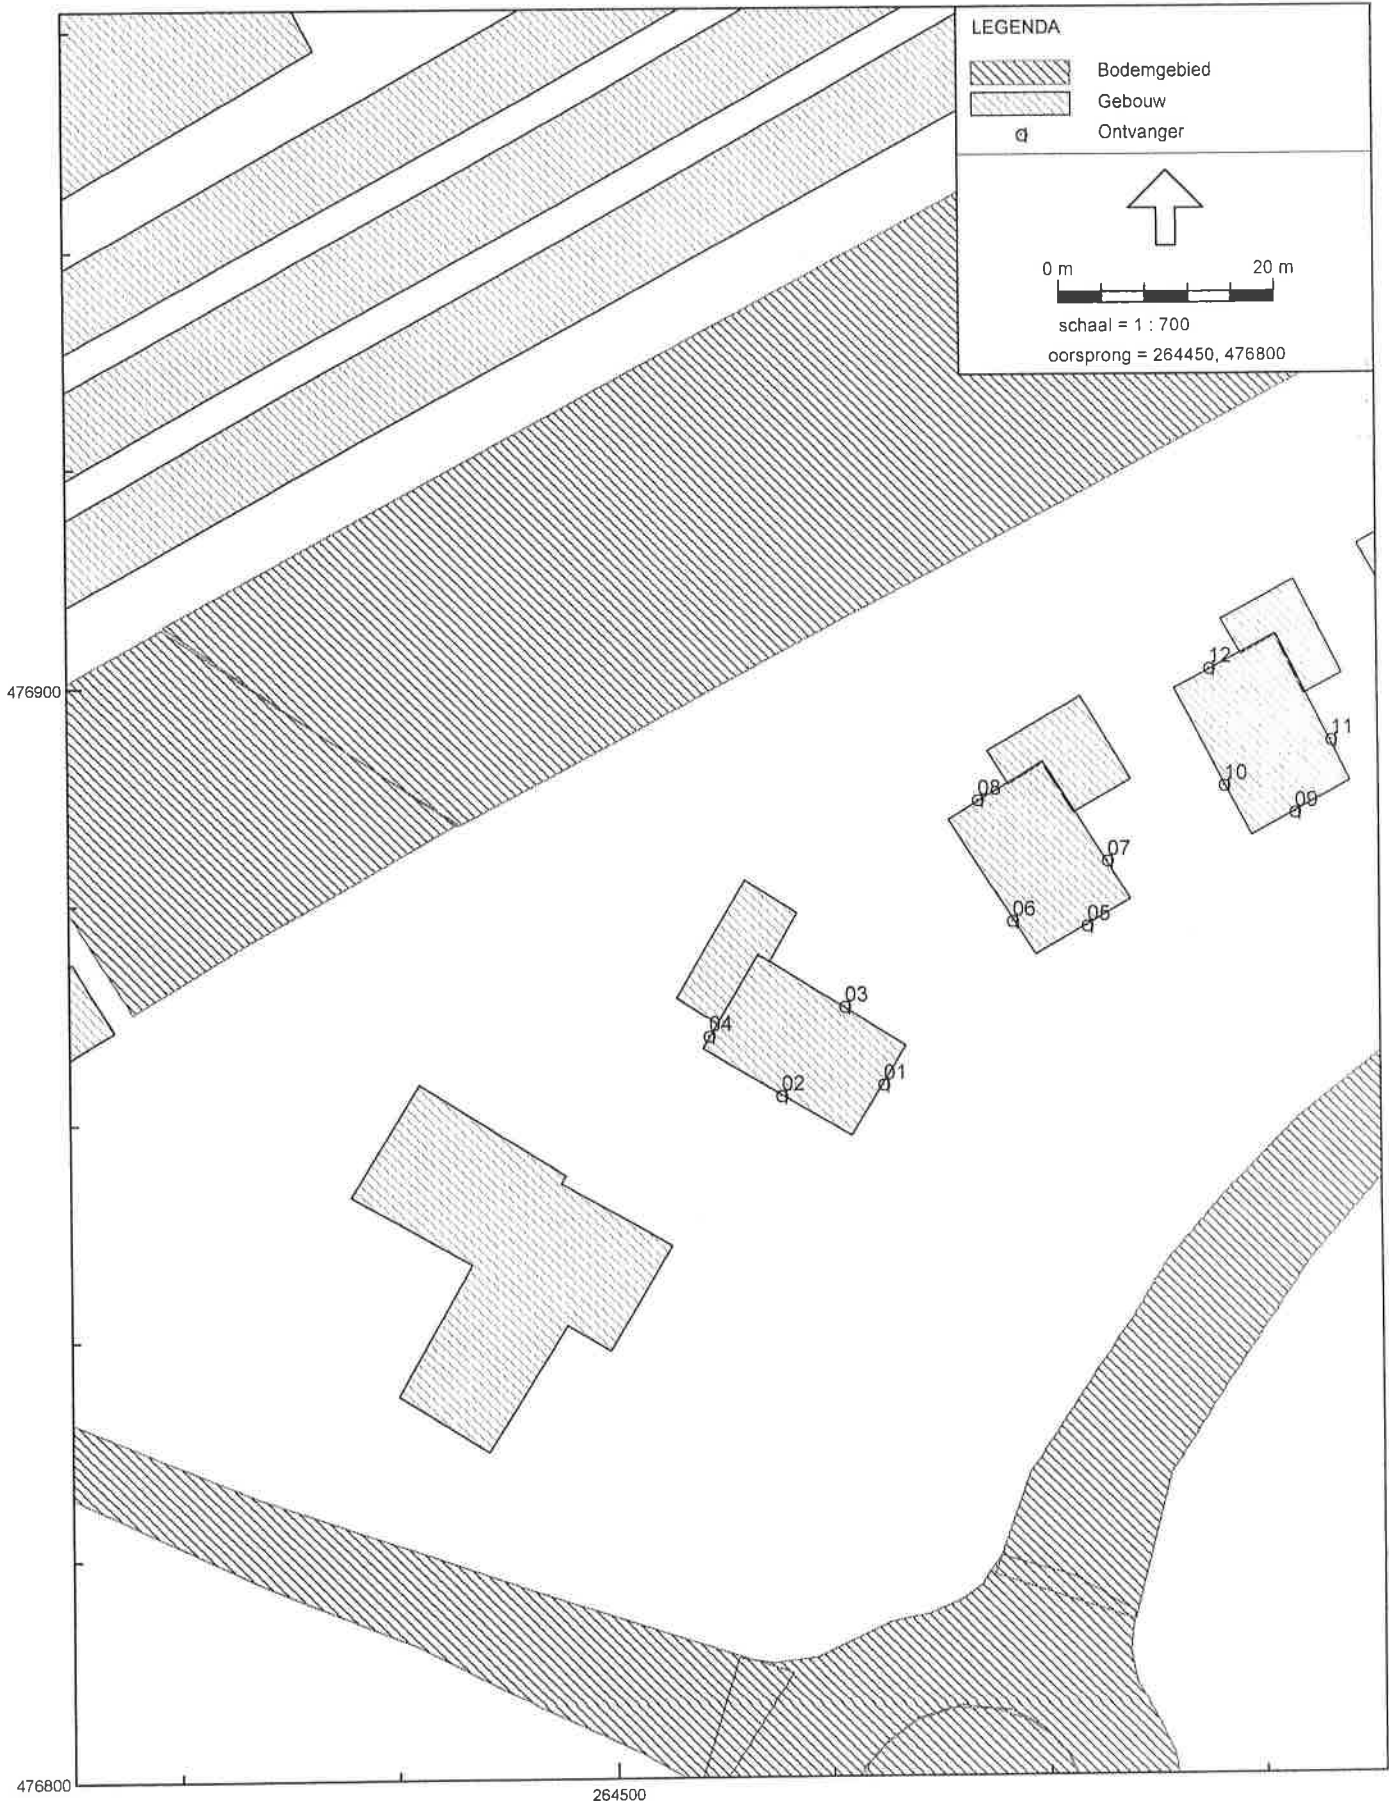 LEGENDA
Bodemgebied
Gebouw
Ontvanger
0 m 20 m
schaal = 1 : 700
oorsprong = 264450, 476800
12
476900
11
10
08
09
07
06
05
03
04
01
02
476800
264500